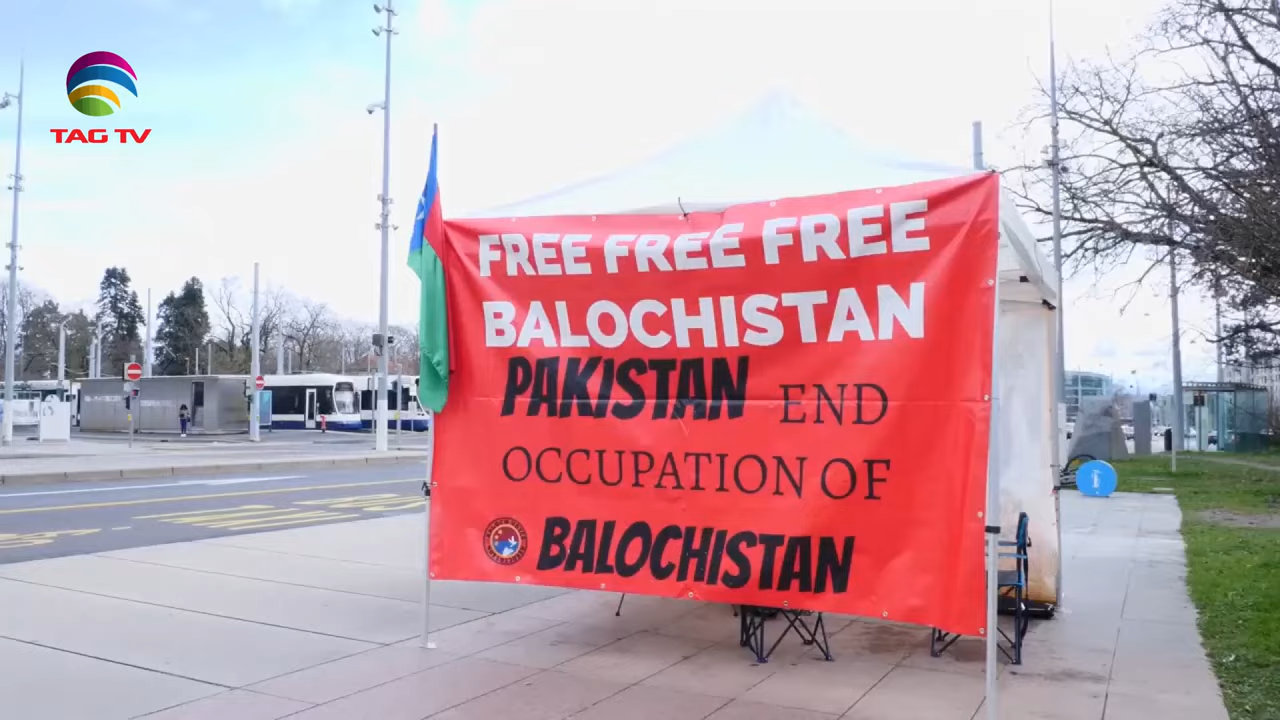 TAG TV
FREE FREE FREE
BALOCHISTAN
PAKISTAN END
OCCUPATION OF
BALOCHISTAN